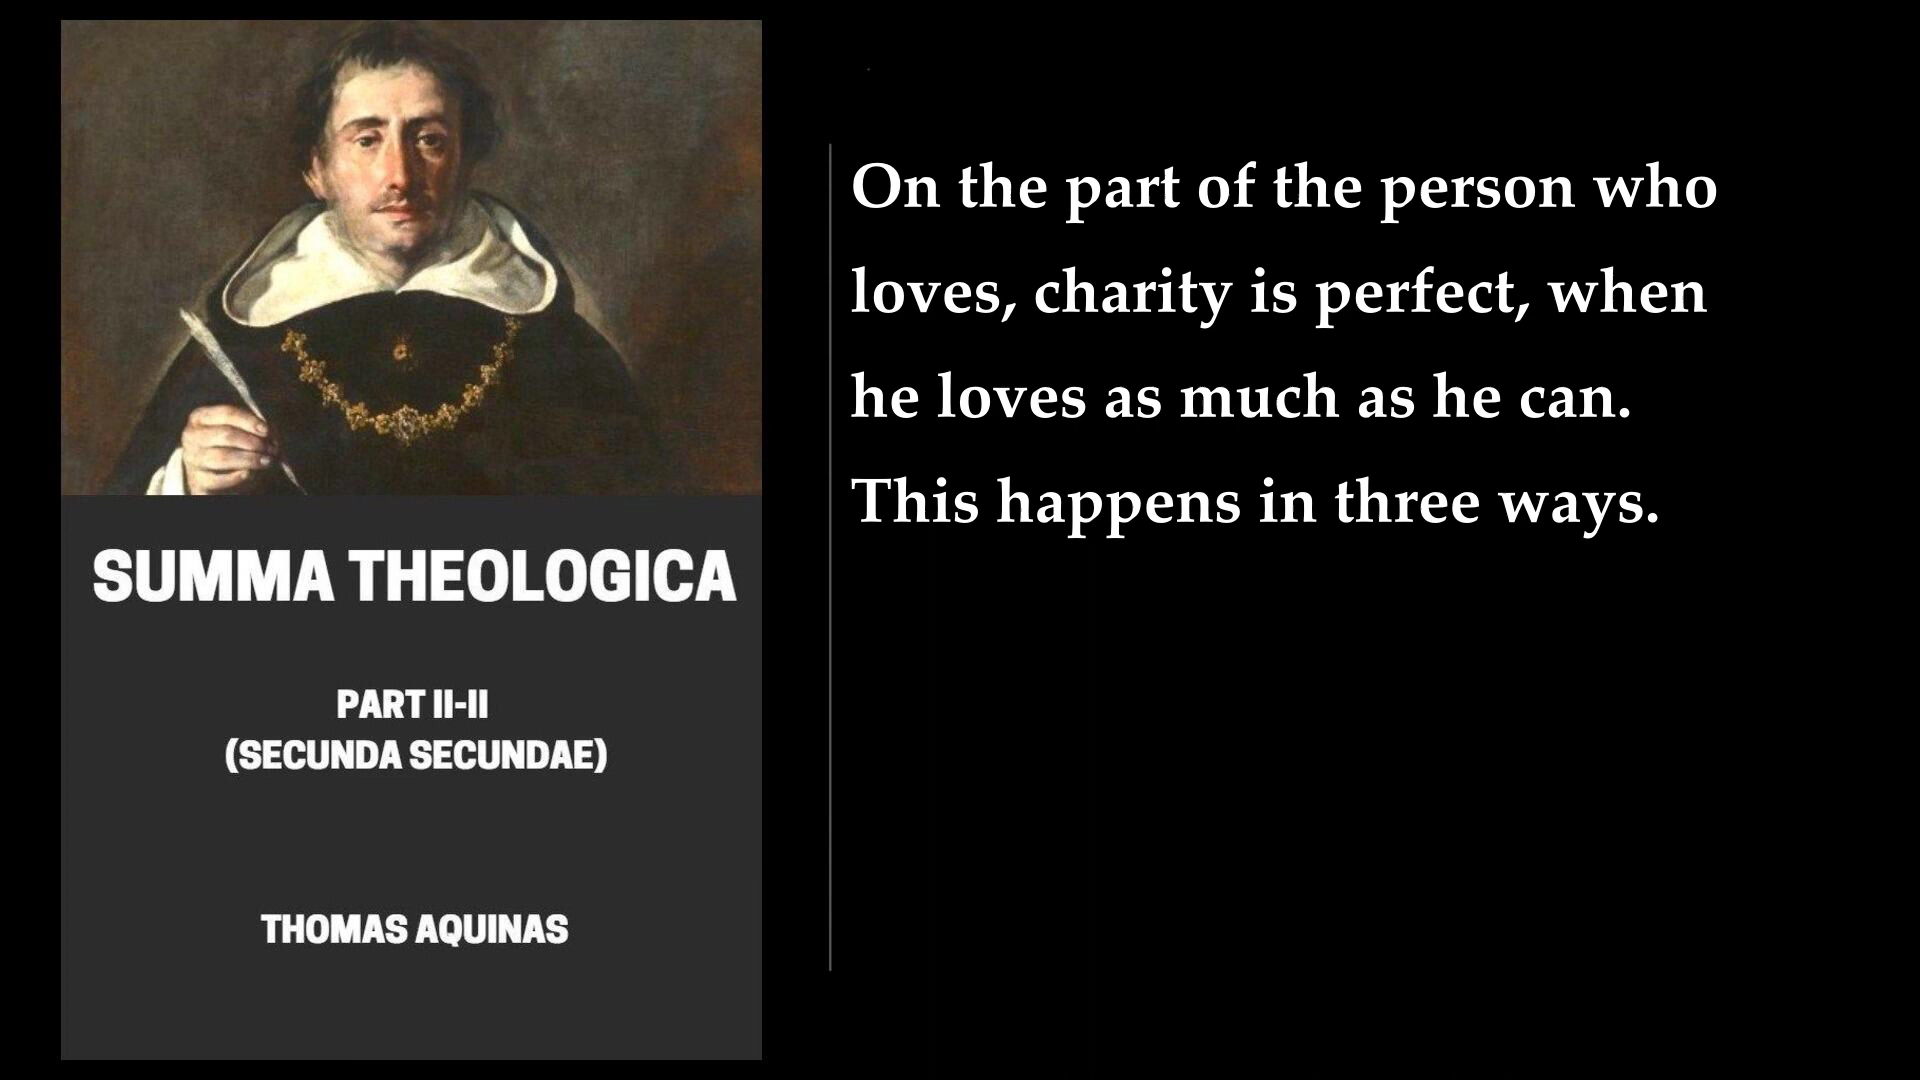 SUMMA THEOLOGICA
PART II-II
(SECUNDA SECUNDAE)
THOMAS AQUINAS
On the part of the person who
loves, charity is perfect, when
he loves as much as he can.
This happens in three ways.